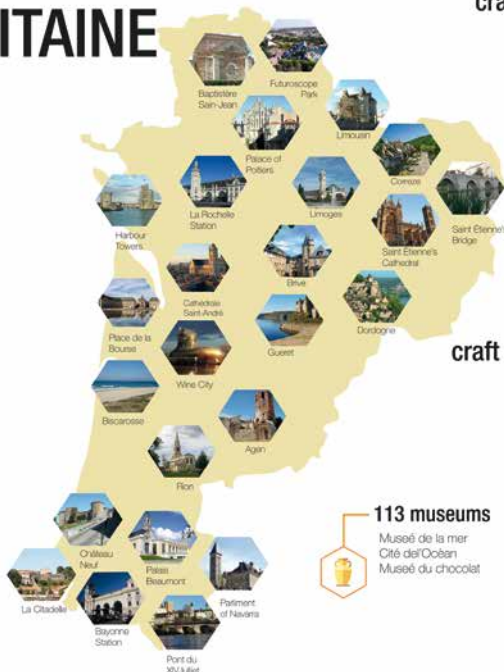 ITAINE
cra
Baptistère
Sain-Jean
Futuroscope
Park
Limousin
Palace of
Poitiers
Correze
La Rochelle
Station
Limoges
Saint Etienne's
Bridge
Harbour
Towers
Saint Etienne's
Cathedral
Brive
Cathedrale
Saint-André
Dordogne
Place de la
Bourse
Gueret
Wine City
craft
Biscarosse
Agen
Rion
113 museums
Museé de la mer
Cité del'Océan
Museé du chocolat
Château
Neuf
Palais
Beaumont
La Citadelle
Parliment
of Navarra
Bayonne
Station
Pont du